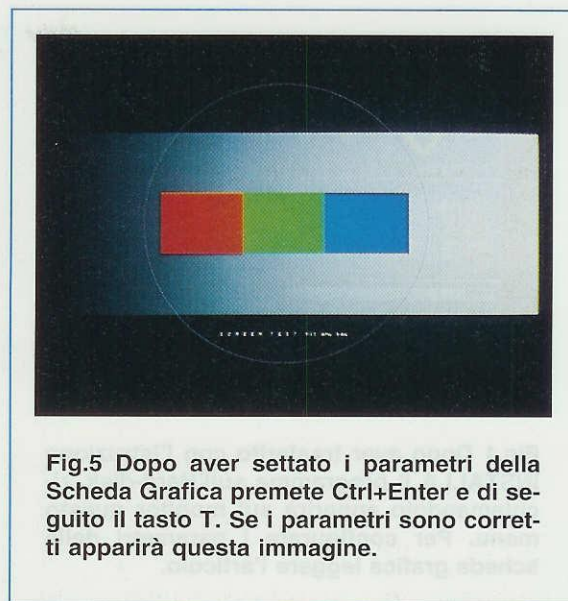 SCREEN TEST
Fig.5 Dopo aver settato i parametri della
Scheda Grafica premete Ctrl+Enter e di se-
guito il tasto T. Se i parametri sono corret-
ti apparirà questa immagine.